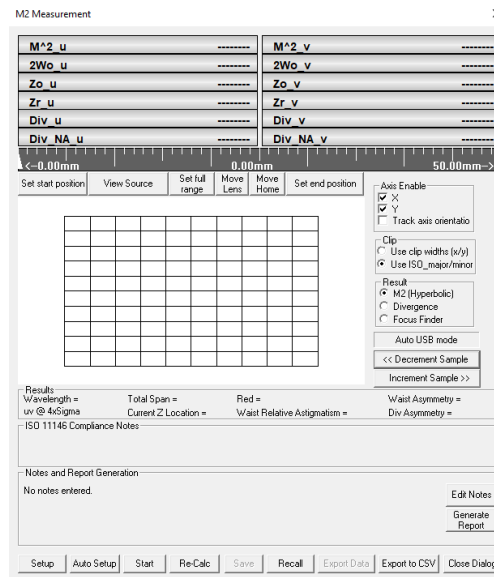 M2 Measurement
M^2_u -------- M^2_v --------
2Wo_u -------- 2Wo_v --------
Zo_u -------- Zo_v --------
Zr_u -------- Zr_v --------
Div_u -------- Div_v --------
Div_NA_u -------- Div_NA_v --------
<--0.00mm 0.00mm 50.00mm-->
Set start position View Source Set full range Move Lens Move Home Set end position
Axis Enable
X
Y
Track axis orientatio
Clip
Use clip widths (x/y)
Use ISO_major/minor
Result
M2 (Hyperbolic)
Divergence
Focus Finder
Auto USB mode
<< Decrement Sample
Increment Sample >>
Results
Wavelength = Total Span = Red = Waist Asymmetry =
uv @ 4xSigma Current Z Location = Waist Relative Astigmatism = Div Asymmetry =
ISO 11146 Compliance Notes
Notes and Report Generation
No notes entered.
Edit Notes
Generate
Report
Setup Auto Setup Start Re-Calc Save Recall Export Data Export to CSV Close Dialog